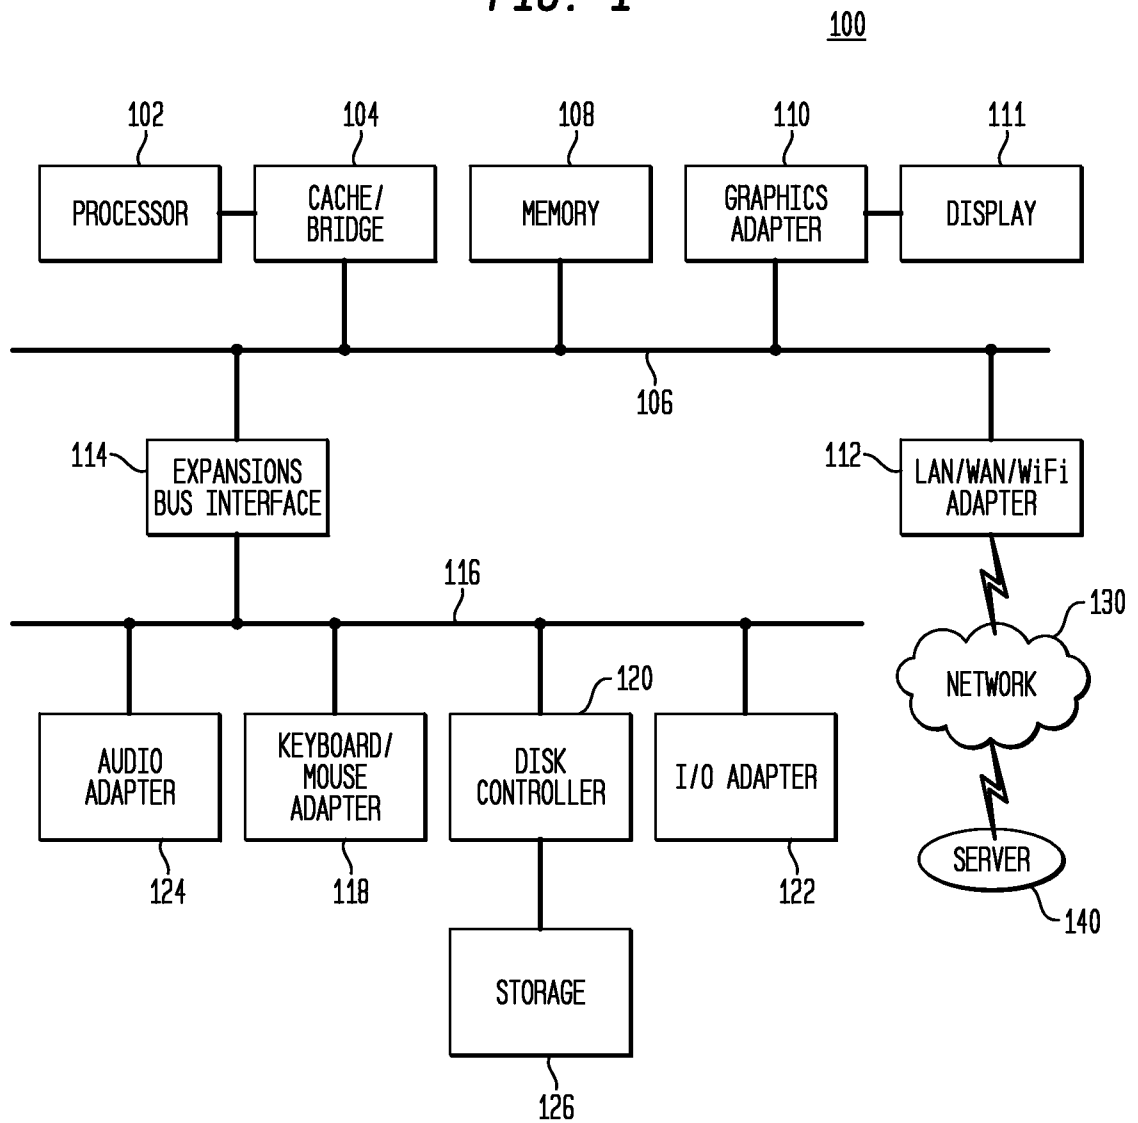 FIG. 1
100
102
104
108
110
111
PROCESSOR
CACHE/
BRIDGE
MEMORY
GRAPHICS
ADAPTER
DISPLAY
106
114
EXPANSIONS
BUS INTERFACE
112
LAN/WAN/WiFi
ADAPTER
116
130
NETWORK
120
AUDIO
ADAPTER
KEYBOARD/
MOUSE
ADAPTER
DISK
CONTROLLER
I/O ADAPTER
SERVER
124
118
122
140
STORAGE
126